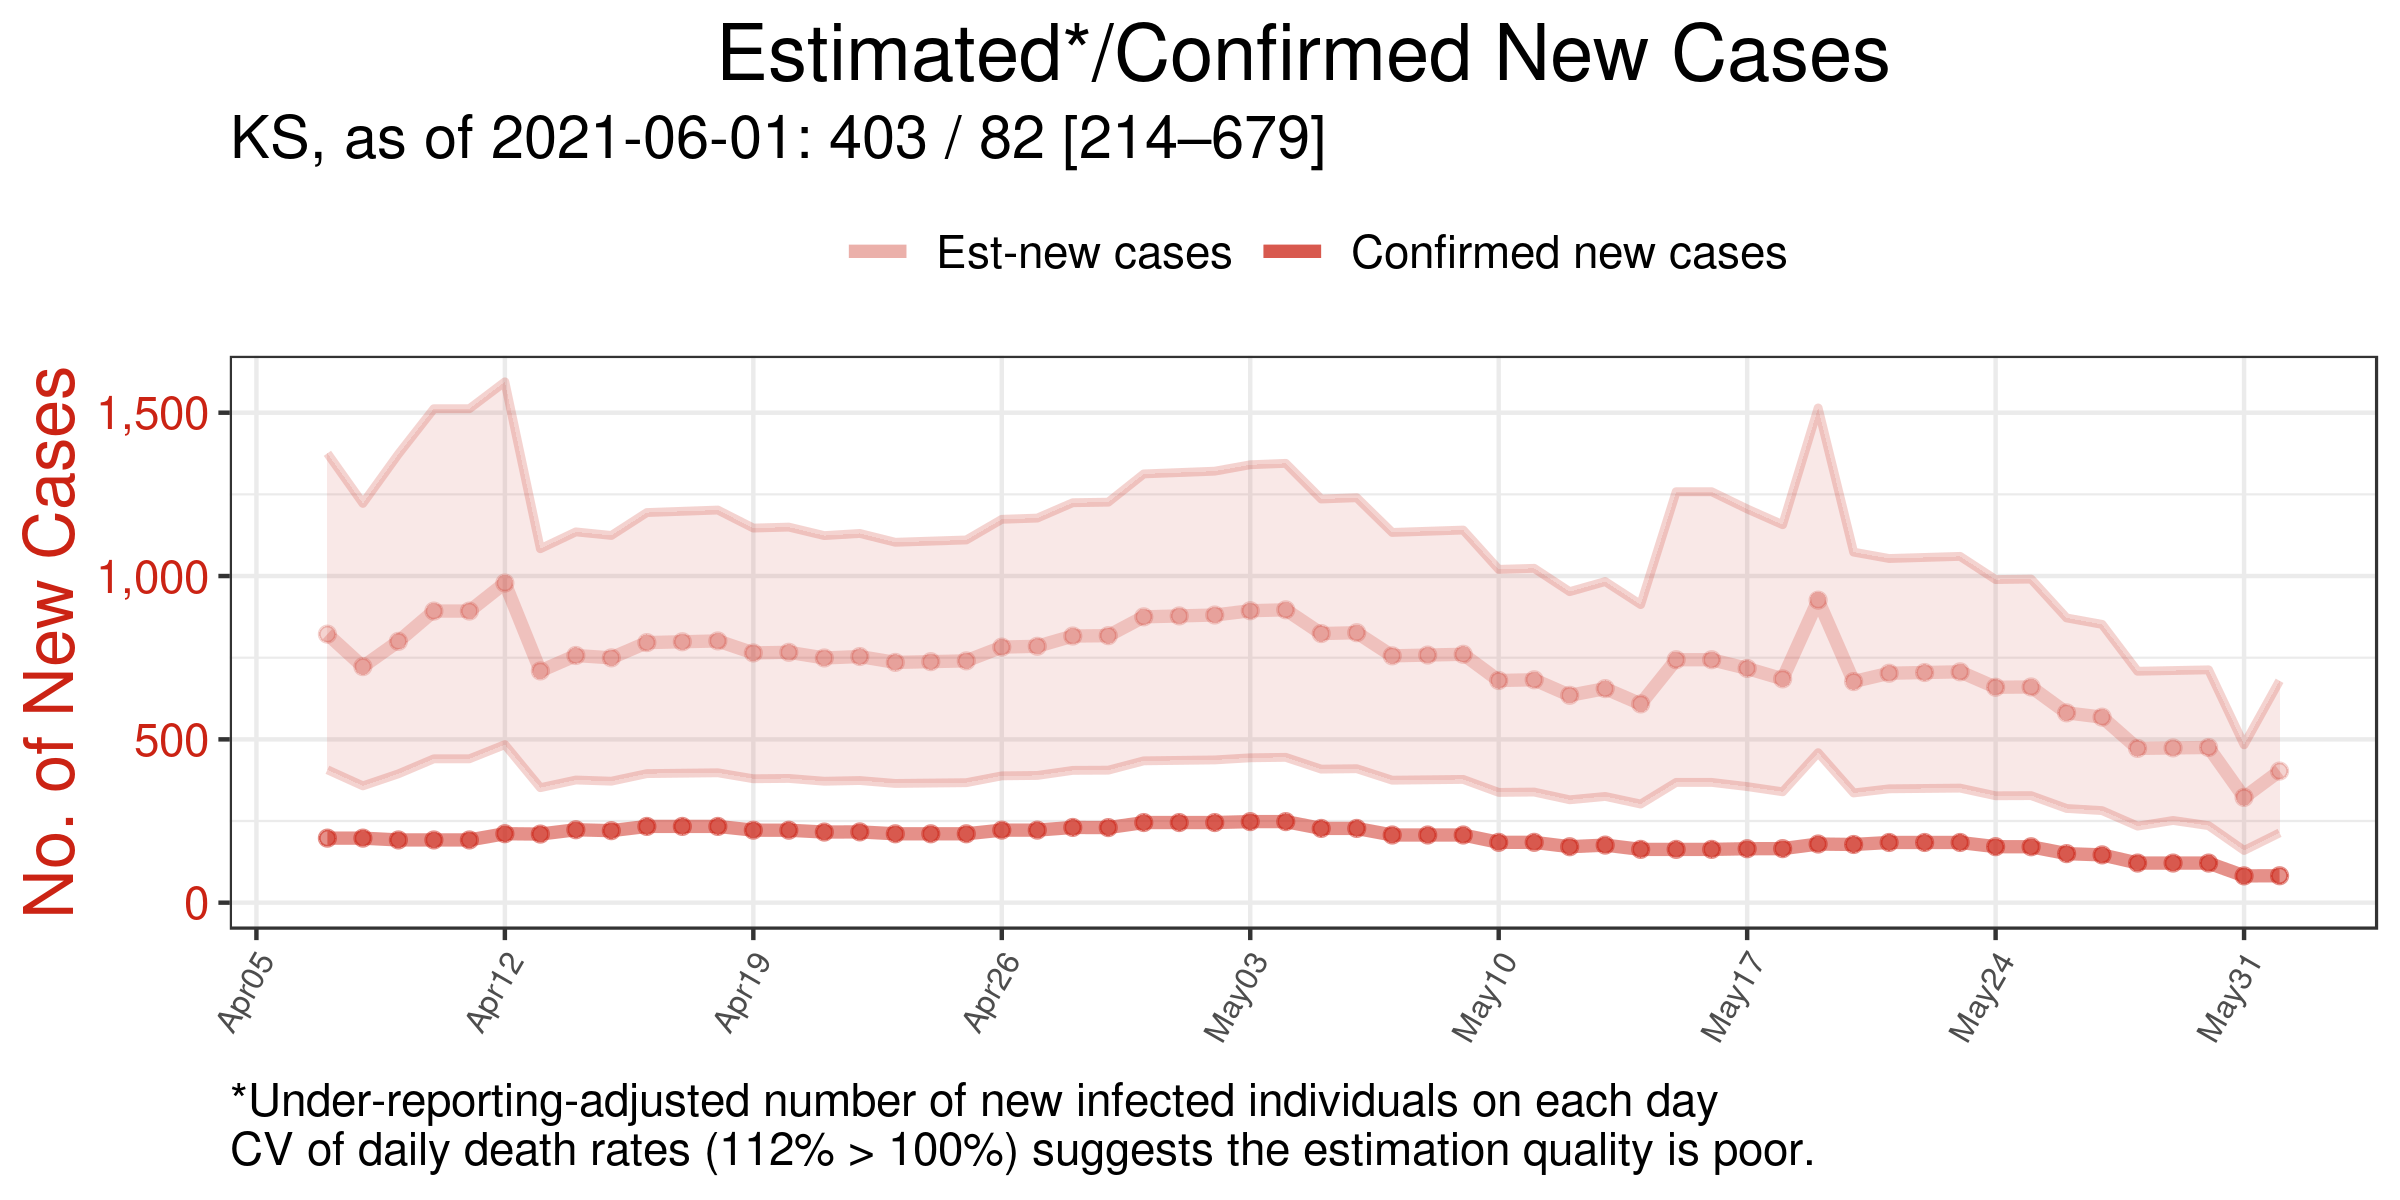 Estimated*/Confirmed New Cases
KS, as of 2021-06-01: 403 / 82 [214–679]
Est-new cases Confirmed new cases
No. of New Cases
1,500
1,000
500
0
Apr05 Apr12 Apr19 Apr26 May03 May10 May17 May24 May31
*Under-reporting-adjusted number of new infected individuals on each day
CV of daily death rates (112% > 100%) suggests the estimation quality is poor.